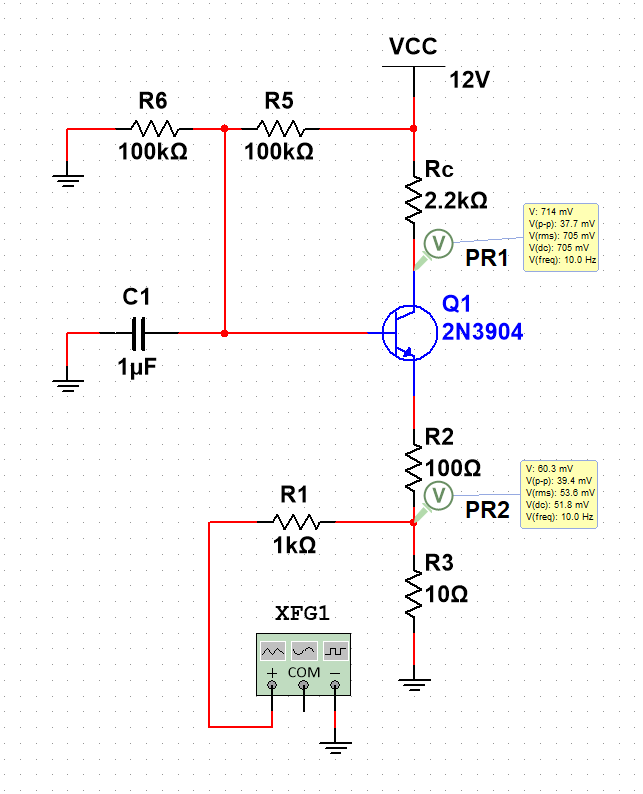 VCC
12V
R6
100kΩ
R5
100kΩ
Rc
2.2kΩ
V
PR1
V: 714 mV
V(p-p): 37.7 mV
V(rms): 705 mV
V(dc): 705 mV
V(freq): 10.0 Hz
C1
1µF
Q1
2N3904
R2
100Ω
V
PR2
V: 60.3 mV
V(p-p): 39.4 mV
V(rms): 53.6 mV
V(dc): 51.8 mV
V(freq): 10.0 Hz
R1
1kΩ
R3
10Ω
XFG1
+ COM −